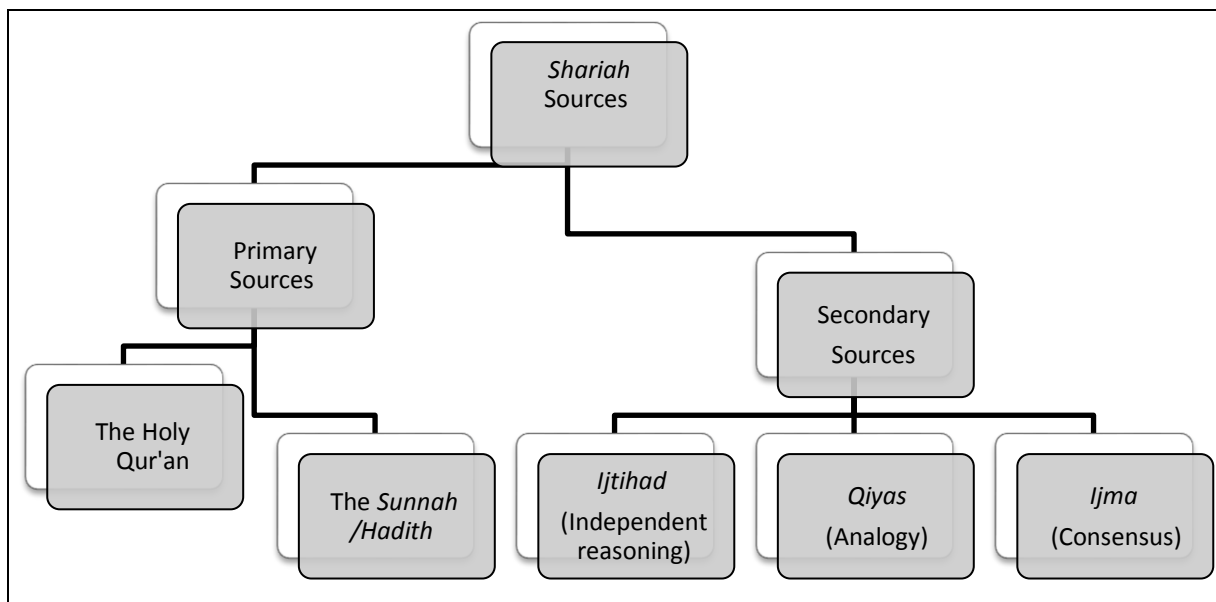 Shariah
Sources
Primary
Sources
Secondary
Sources
The Holy
Qur'an
The Sunnah
/Hadith
Ijtihad
(Independent
reasoning)
Qiyas
(Analogy)
Ijma
(Consensus)